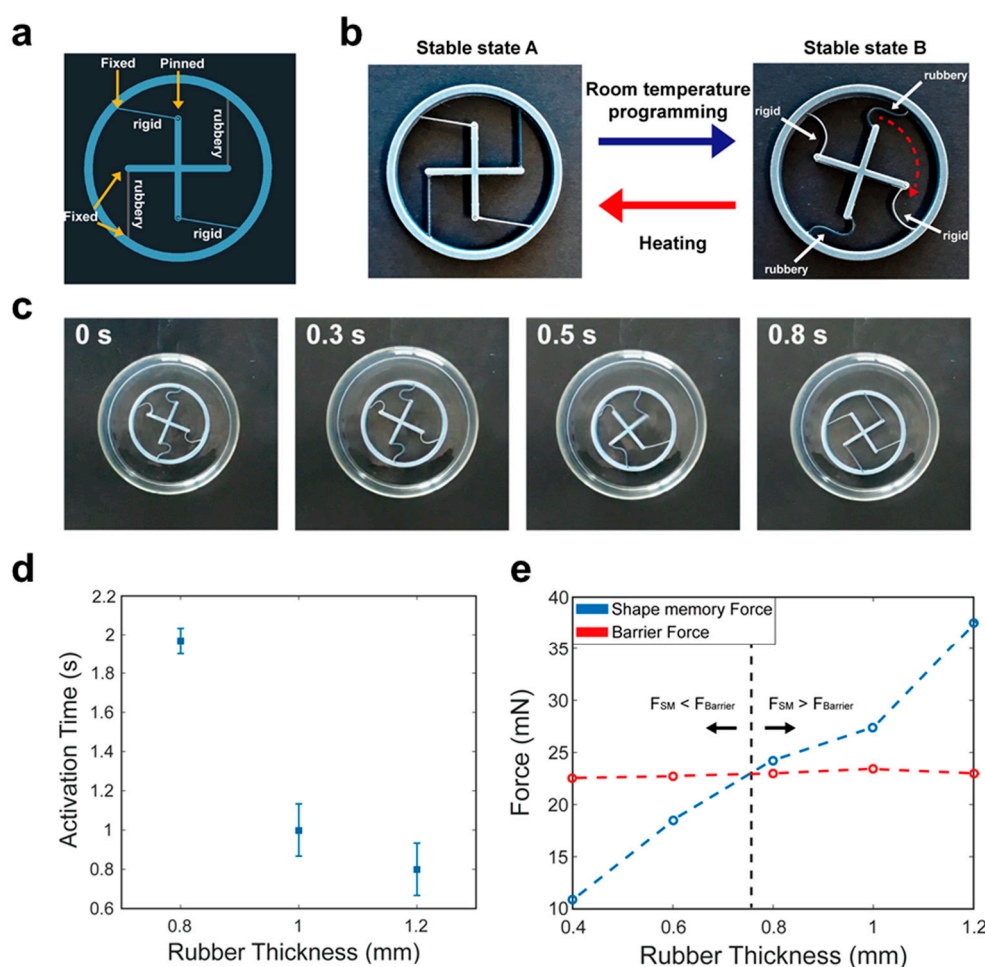 a
Fixed Pinned
rigid
rubbery
rubbery
Fixed
rigid
b
Stable state A
Room temperature
programming
Heating
Stable state B
rubbery
rigid
rigid
rubbery
c
0 s
0.3 s
0.5 s
0.8 s
d
2.2
2
1.8
1.6
1.4
1.2
1
0.8
0.6
0.8 1 1.2
Activation Time (s)
Rubber Thickness (mm)
e
40
35
30
25
20
15
10
0.4 0.6 0.8 1 1.2
Force (mN)
Rubber Thickness (mm)
Shape memory Force
Barrier Force
FSM < FBarrier
FSM > FBarrier